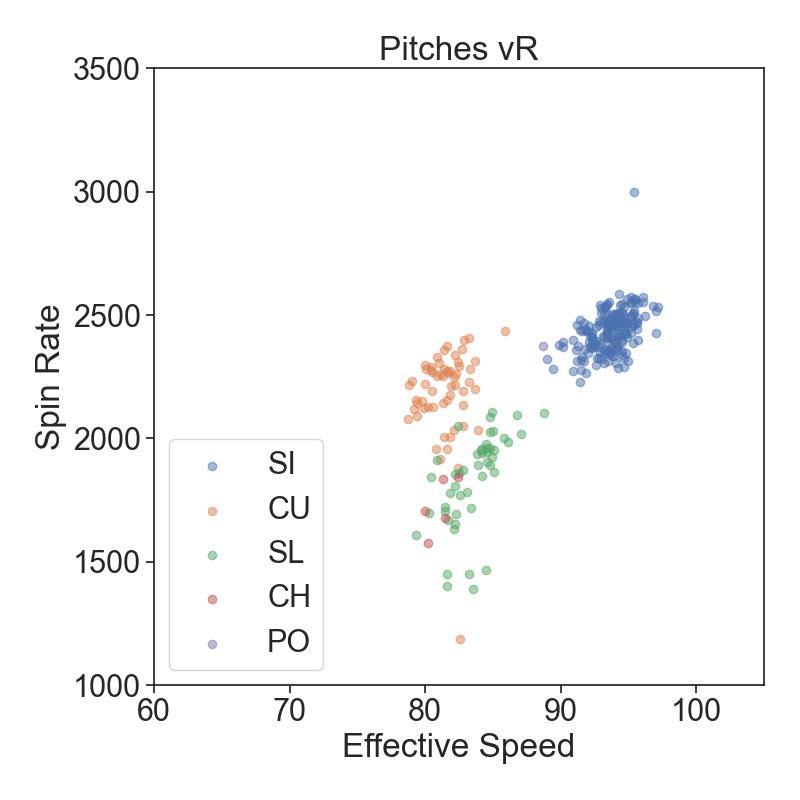 Pitches vR
3500
3000
2500
2000
1500
1000
Spin Rate
SI
CU
SL
CH
PO
60 70 80 90 100
Effective Speed